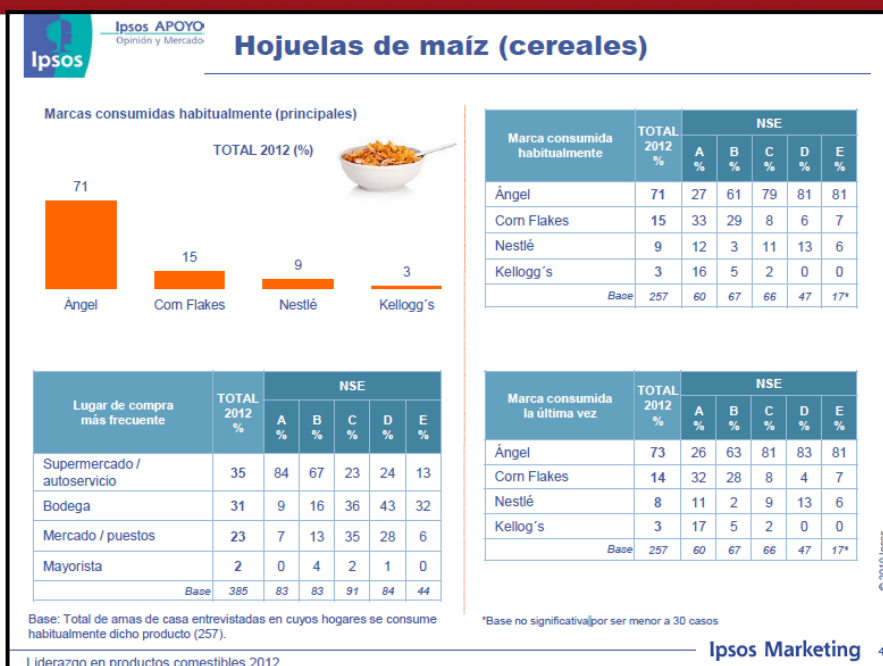 Ipsos
Ipsos APOYO
Opinión y Mercado
Hojuelas de maíz (cereales)
Marcas consumidas habitualmente (principales)
TOTAL 2012 (%)
71
15
9
3
Àngel
Corn Flakes
Nestlé
Kellogg´s
Marca consumida habitualmente TOTAL 2012 % NSE
A % B % C % D % E %
Ángel 71 27 61 79 81 81
Corn Flakes 15 33 29 8 6 7
Nestlé 9 12 3 11 13 6
Kellogg´s 3 16 5 2 0 0
Base 257 60 67 66 47 17*
Lugar de compra más frecuente TOTAL 2012 % NSE
A % B % C % D % E %
Supermercado / autoservicio 35 84 67 23 24 13
Bodega 31 9 16 36 43 32
Mercado / puestos 23 7 13 35 28 6
Mayorista 2 0 4 2 1 0
Base 385 83 83 91 84 44
Marca consumida la última vez TOTAL 2012 % NSE
A % B % C % D % E %
Ángel 73 26 63 81 83 81
Corn Flakes 14 32 28 8 4 7
Nestlé 8 11 2 9 13 6
Kellog´s 3 17 5 2 0 0
Base 257 60 67 66 47 17*
Base: Total de amas de casa entrevistadas en cuyos hogares se consume
habitualmente dicho producto (257).
*Base no significativa por ser menor a 30 casos
Ipsos Marketing
4
Liderazgo en productos comestibles 2012